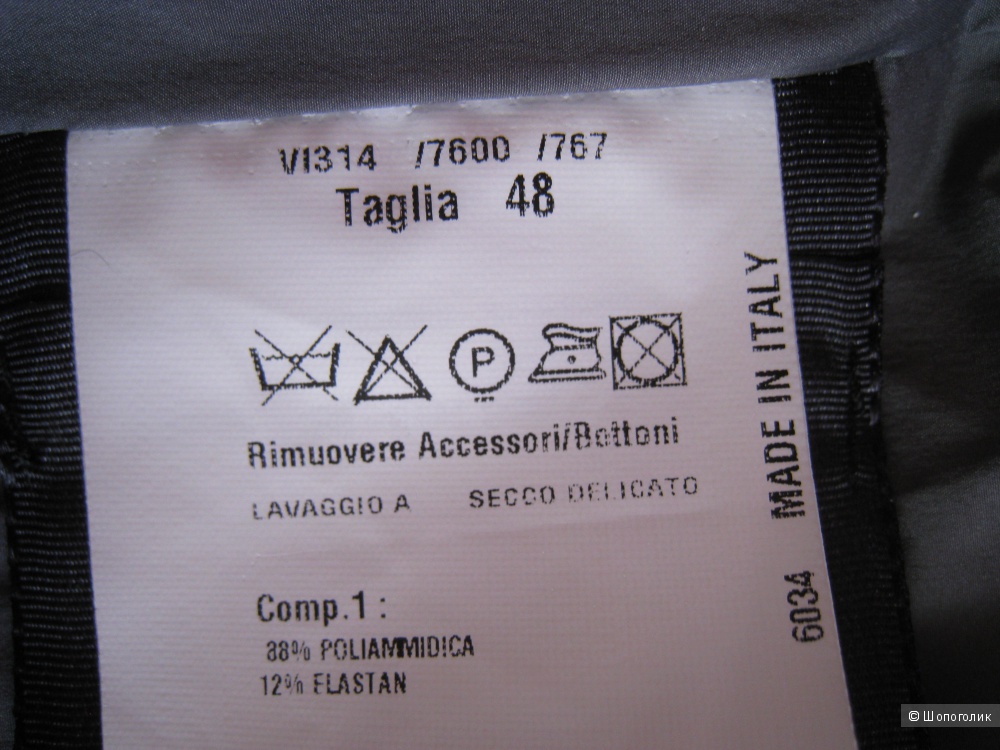 VI314 /7600 /767
Taglia 48
P
Rimuovere Accessori/Bottoni
LAVAGGIO A SECCO DELICATO
Comp.1 :
88% POLIAMMIDICA
12% ELASTAN
MADE IN ITALY
6034
© Шопоголик